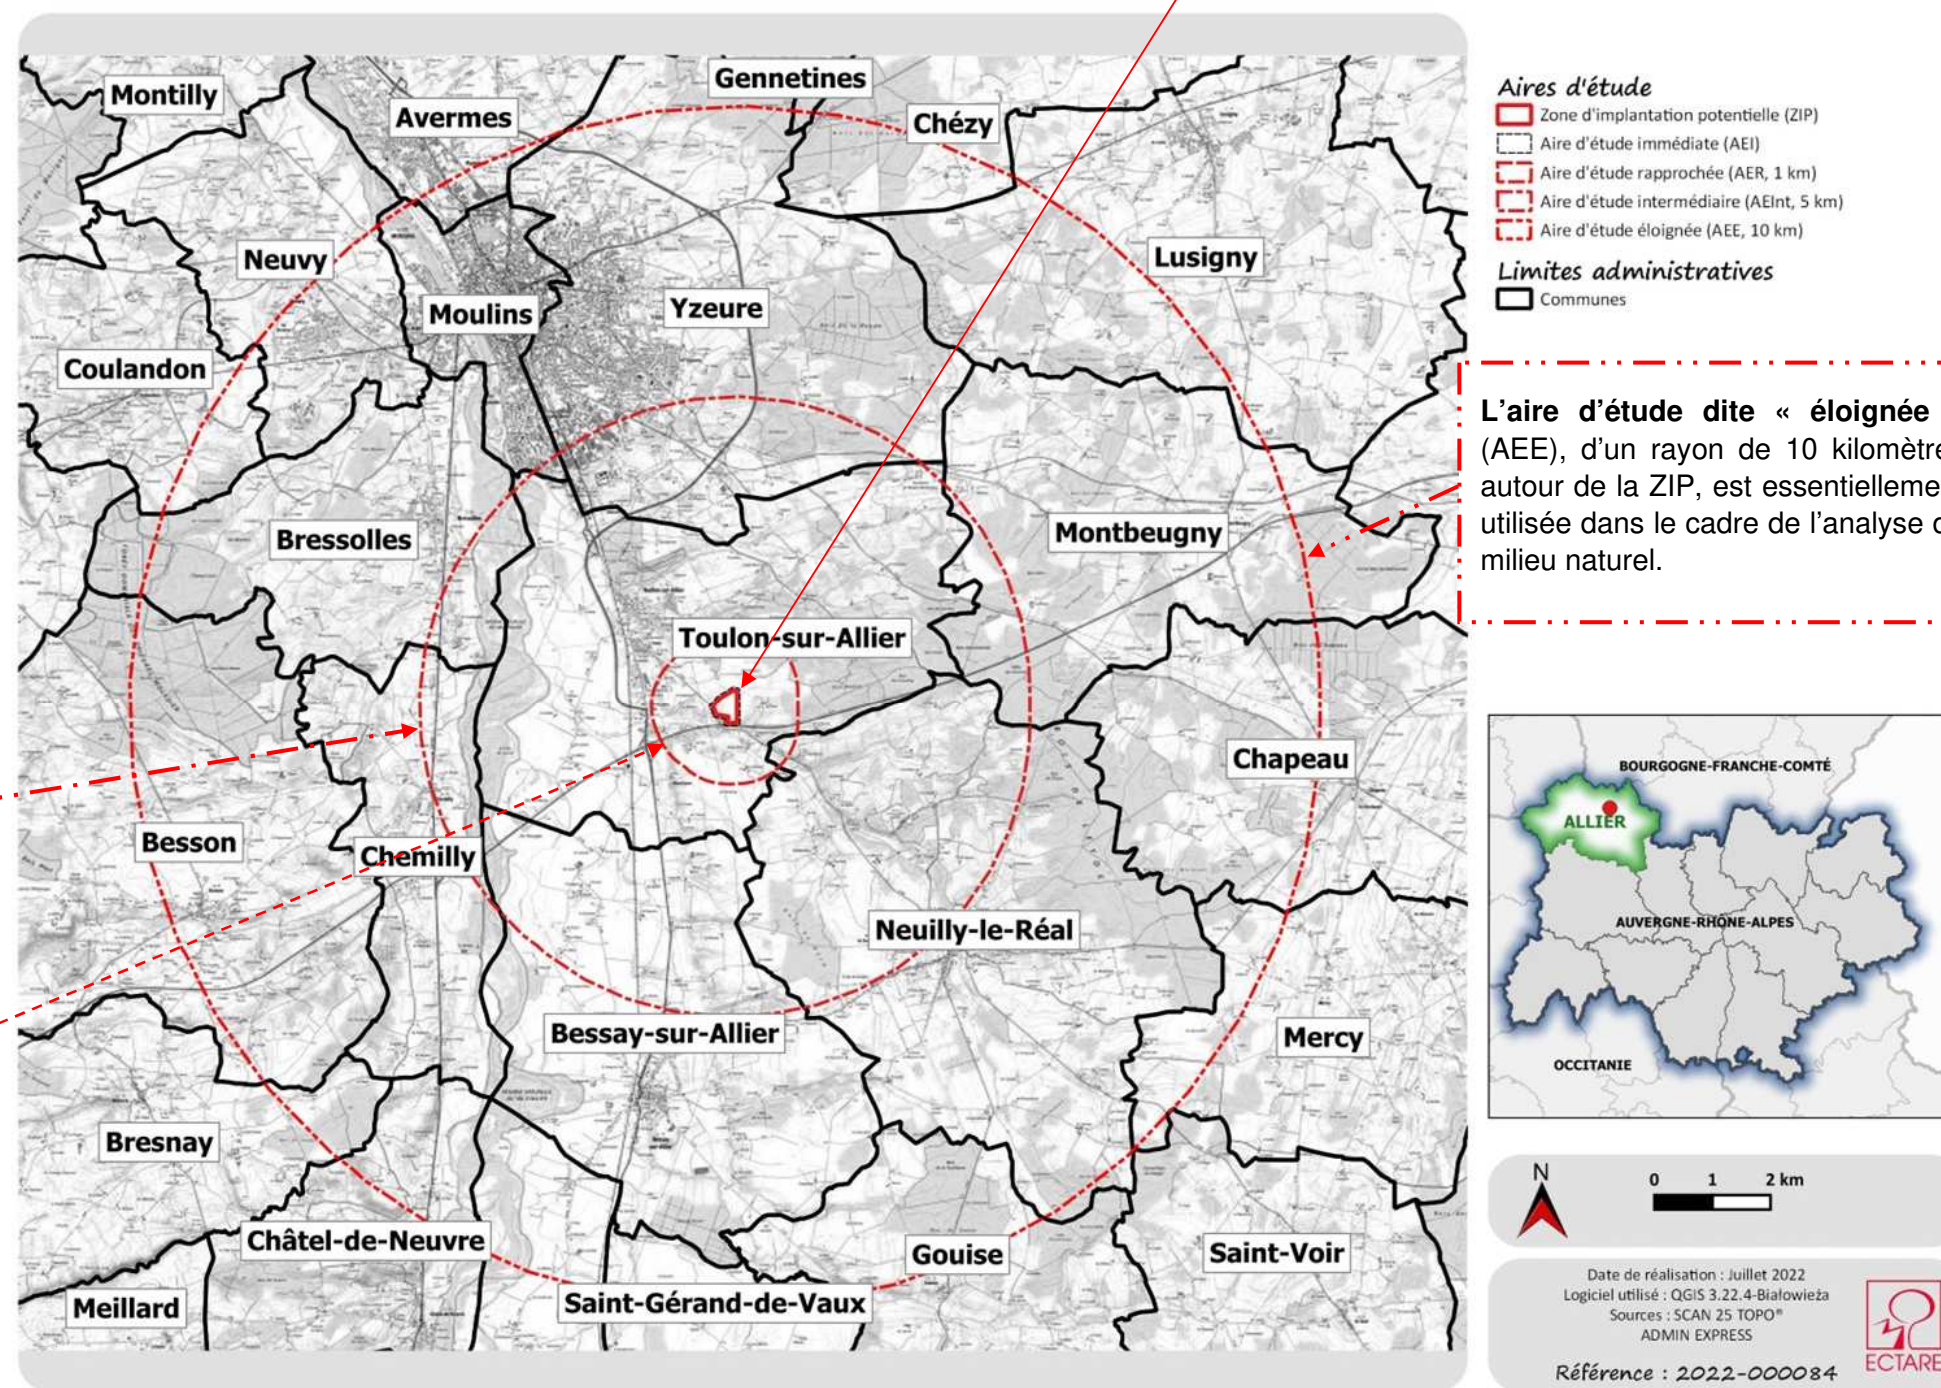 Gennetines
Montilly
Avermes
Chézy
Neuvy
Lusigny
Moulins
Yzeure
Coulandon
Bressolles
Montbeugny
Toulon-sur-Allier
Chapeau
Besson
Chemilly
Neuilly-le-Réal
Bessay-sur-Allier
Mercy
Bresnay
Châtel-de-Neuvre
Gouise
Saint-Voir
Meillard
Saint-Gérand-de-Vaux
Aires d'étude
Zone d'implantation potentielle (ZIP)
Aire d'étude immédiate (AEI)
Aire d'étude rapprochée (AER, 1 km)
Aire d'étude intermédiaire (AEInt, 5 km)
Aire d'étude éloignée (AEE, 10 km)
Limites administratives
Communes
L'aire d'étude dite « éloignée
(AEE), d'un rayon de 10 kilomètre
autour de la ZIP, est essentielleme
utilisée dans le cadre de l'analyse d
milieu naturel.
BOURGOGNE-FRANCHE-COMTÉ
ALLIER
AUVERGNE-RHÔNE-ALPES
OCCITANIE
N
0 1 2 km
Date de réalisation : Juillet 2022
Logiciel utilisé : QGIS 3.22.4-Białowieża
Sources : SCAN 25 TOPO®
ADMIN EXPRESS
Référence : 2022-000084
ECTARE